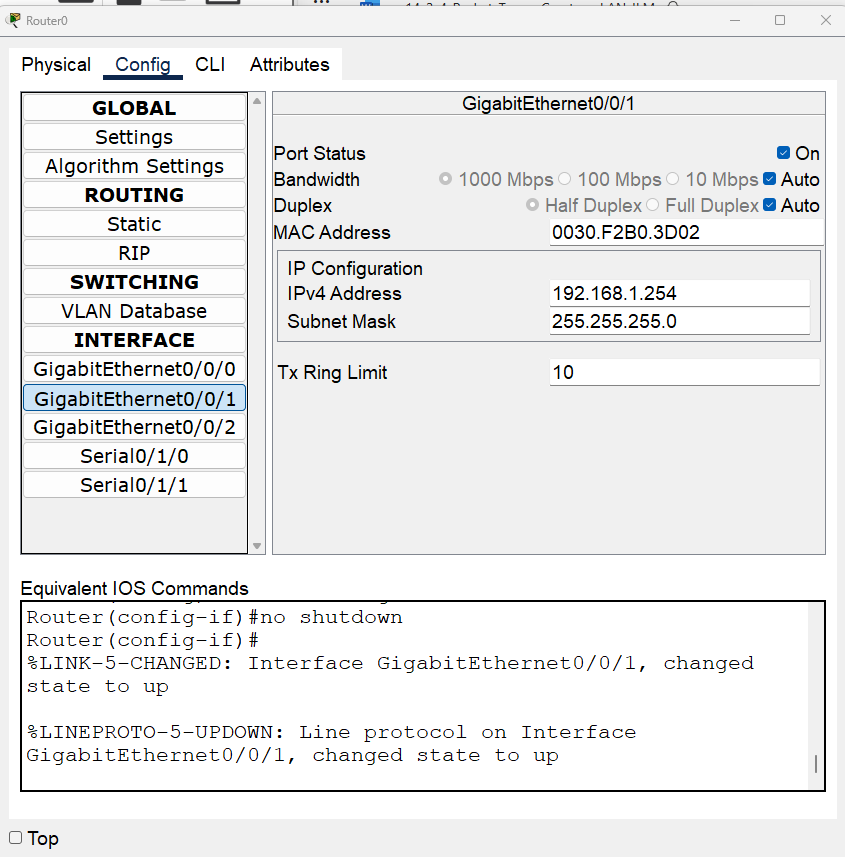 Router0
Physical Config CLI Attributes
GLOBAL
Settings
Algorithm Settings
ROUTING
Static
RIP
SWITCHING
VLAN Database
INTERFACE
GigabitEthernet0/0/0
GigabitEthernet0/0/1
GigabitEthernet0/0/2
Serial0/1/0
Serial0/1/1
GigabitEthernet0/0/1
Port Status On
Bandwidth 1000 Mbps 100 Mbps 10 Mbps Auto
Duplex Half Duplex Full Duplex Auto
MAC Address 0030.F2B0.3D02
IP Configuration
IPv4 Address 192.168.1.254
Subnet Mask 255.255.255.0
Tx Ring Limit 10
Equivalent IOS Commands
Router(config-if)#no shutdown
Router(config-if)#
%LINK-5-CHANGED: Interface GigabitEthernet0/0/1, changed
state to up
%LINEPROTO-5-UPDOWN: Line protocol on Interface
GigabitEthernet0/0/1, changed state to up
Top